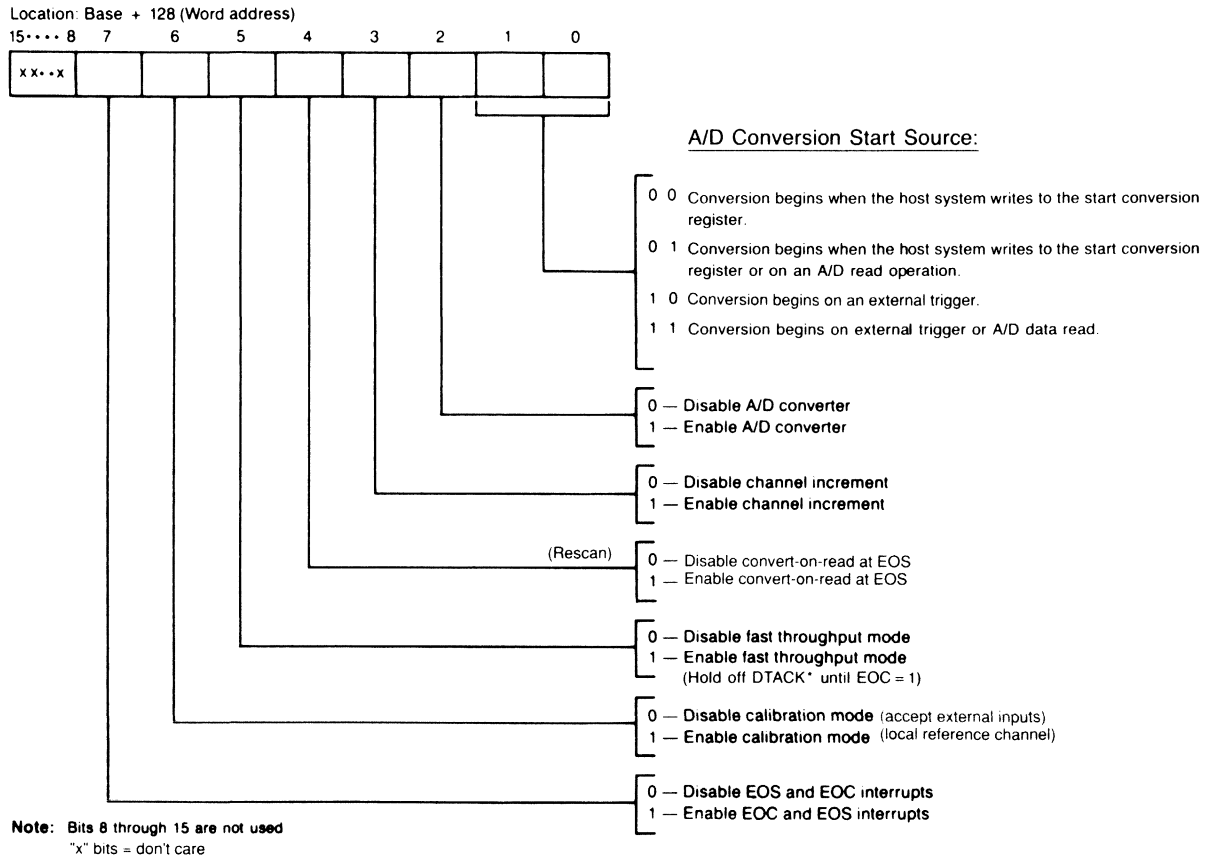 Location: Base + 128 (Word address)
15•••• 8 7 6 5 4 3 2 1 0
x x••x
A/D Conversion Start Source:
0 0 Conversion begins when the host system writes to the start conversion
register.
0 1 Conversion begins when the host system writes to the start conversion
register or on an A/D read operation.
1 0 Conversion begins on an external trigger.
1 1 Conversion begins on external trigger or A/D data read.
0 — Disable A/D converter
1 — Enable A/D converter
0 — Disable channel increment
1 — Enable channel increment
(Rescan)
0 — Disable convert-on-read at EOS
1 — Enable convert-on-read at EOS
0 — Disable fast throughput mode
1 — Enable fast throughput mode
(Hold off DTACK* until EOC = 1)
0 — Disable calibration mode (accept external inputs)
1 — Enable calibration mode (local reference channel)
0 — Disable EOS and EOC interrupts
1 — Enable EOC and EOS interrupts
Note: Bits 8 through 15 are not used
"x" bits = don't care